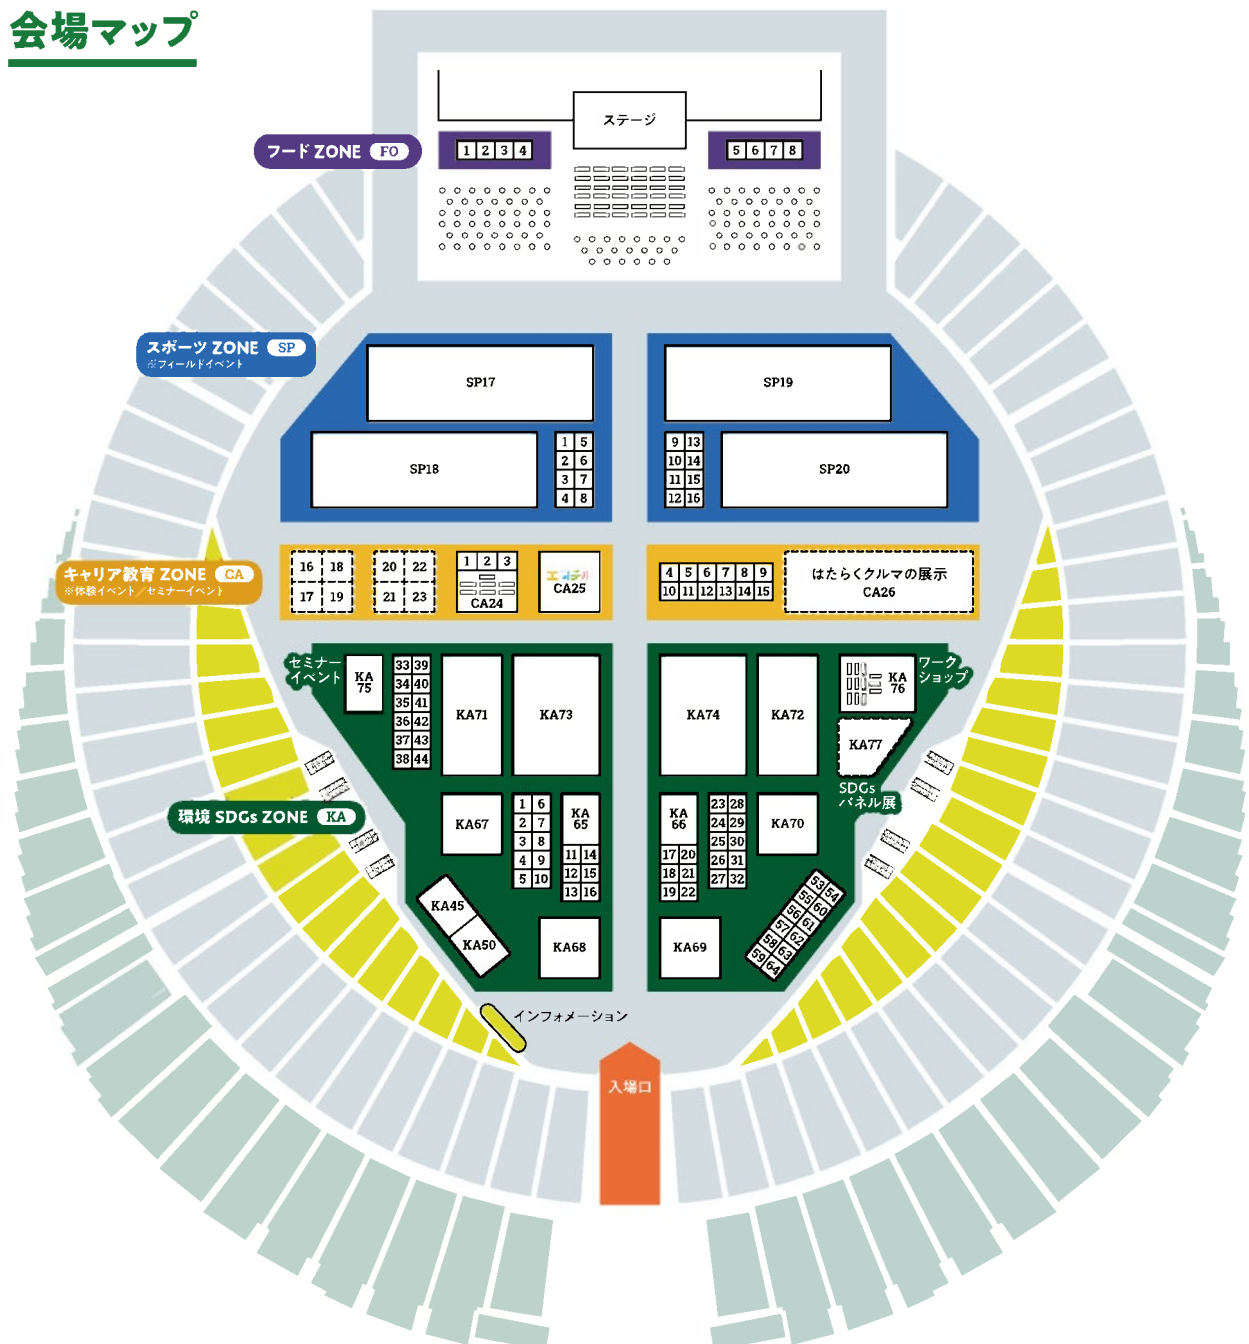 会場マップ
ステージ
フード ZONE FO
1 2 3 4
5 6 7 8
スポーツ ZONE SP
※フィールドイベント
SP17
SP19
SP18
1 5
2 6
3 7
4 8
9 13
10 14
11 15
12 16
SP20
キャリア教育 ZONE CA
※体験イベント／セミナーイベント
16 18
17 19
20 22
21 23
1 2 3
CA24
CA25
4 5 6 7 8 9
10 11 12 13 14 15
はたらくクルマの展示
CA26
セミナー
イベント
KA
75
33 39
34 40
35 41
36 42
37 43
38 44
KA71
KA73
KA74
KA72
KA
76
ワーク
ショップ
KA77
SDGs
パネル展
環境 SDGs ZONE KA
KA67
1 6
2 7
3 8
4 9
5 10
KA
65
11 14
12 15
13 16
KA
66
17 20
18 21
19 22
23 28
24 29
25 30
26 31
27 32
KA70
KA45
KA50
KA68
KA69
53 54
55 60
56 61
57 62
58 63
59 64
インフォメーション
入場口